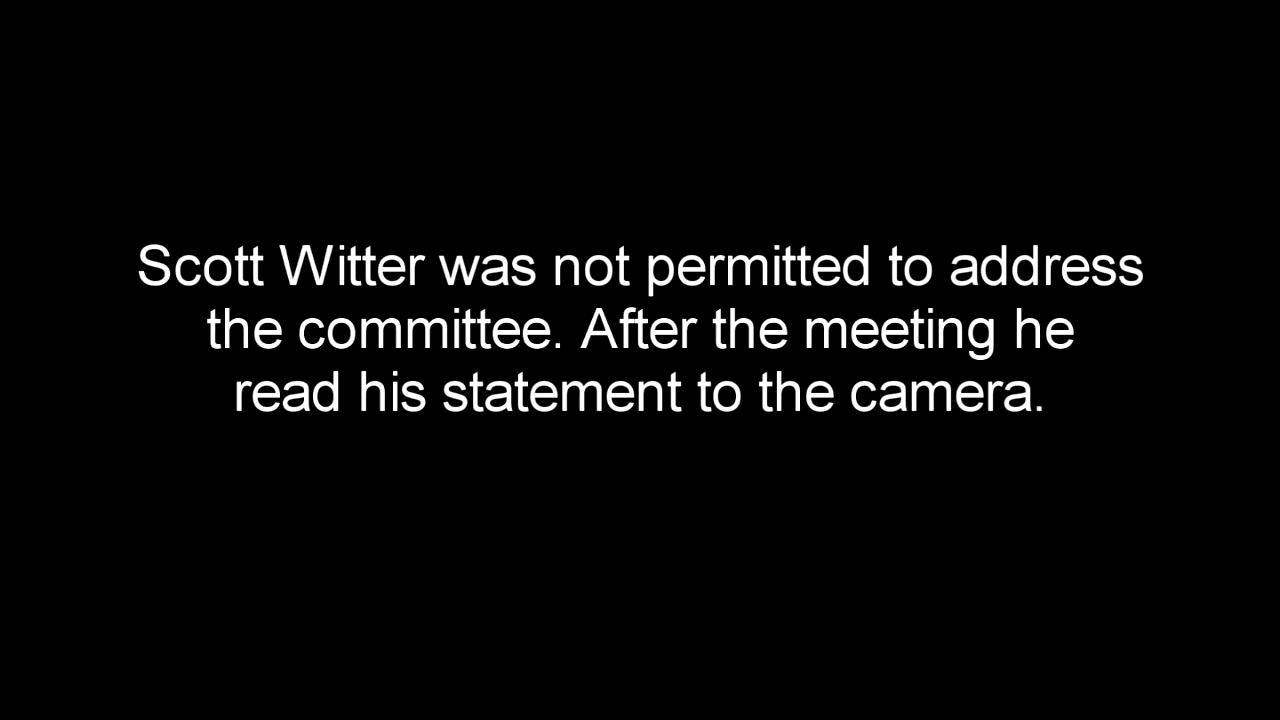 Scott Witter was not permitted to address
the committee. After the meeting he
read his statement to the camera.